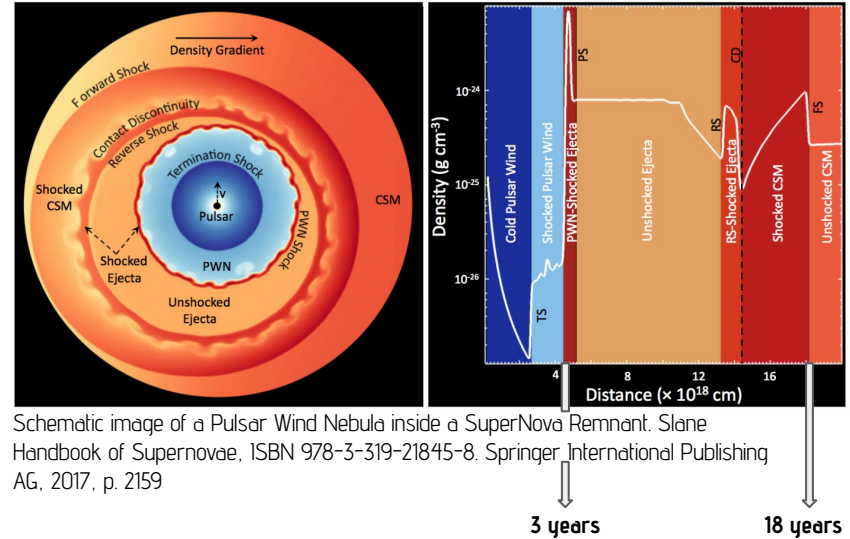 Density Gradient
Forward Shock
Contact Discontinuity
Reverse Shock
Termination Shock
Shocked
CSM
v
Pulsar
CSM
PWN Shock
Shocked
Ejecta
PWN
Unshocked
Ejecta
Density (g cm-3)
10-24
10-25
10-26
Cold Pulsar Wind
TS
Shocked Pulsar Wind
PWN-Shocked Ejecta
PS
Unshocked Ejecta
RS
RS-Shocked Ejecta
CD
Shocked CSM
FS
Unshocked CSM
4 8 12 16
Distance (× 1018 cm)
Schematic image of a Pulsar Wind Nebula inside a SuperNova Remnant. Slane
Handbook of Supernovae, ISBN 978-3-319-21845-8. Springer International Publishing
AG, 2017, p. 2159
3 years
18 years